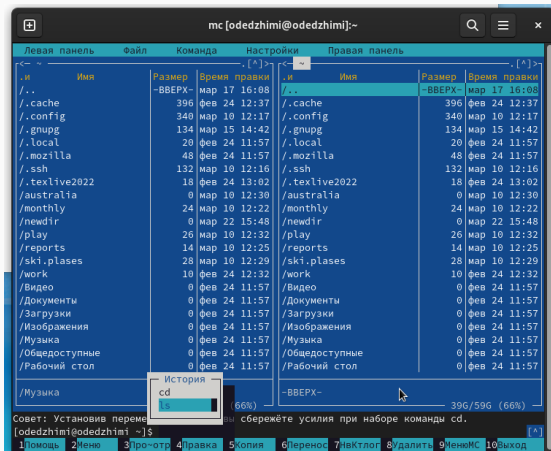 mc [odedzhimi@odedzhimi]:~
Левая панель Файл Команда Настройки Правая панель
<— ~ .[^]> <— ~ .[^]>
.и Имя Размер Время правки .и Имя Размер Время правки
/.. -ВВЕРХ- мар 17 16:08 /.. -ВВЕРХ- мар 17 16:08
/.cache 396 фев 24 12:37 /.cache 396 фев 24 12:37
/.config 340 мар 10 12:17 /.config 340 мар 10 12:17
/.gnupg 134 мар 15 14:42 /.gnupg 134 мар 15 14:42
/.local 20 фев 24 11:57 /.local 20 фев 24 11:57
/.mozilla 48 фев 24 11:57 /.mozilla 48 фев 24 11:57
/.ssh 132 мар 10 12:16 /.ssh 132 мар 10 12:16
/.texlive2022 18 фев 24 13:02 /.texlive2022 18 фев 24 13:02
/australia 0 мар 10 12:30 /australia 0 мар 10 12:30
/monthly 24 мар 10 12:22 /monthly 24 мар 10 12:22
/newdir 0 мар 22 15:48 /newdir 0 мар 22 15:48
/play 26 мар 10 12:32 /play 26 мар 10 12:32
/reports 14 мар 10 12:25 /reports 14 мар 10 12:25
/ski.plases 28 мар 10 12:29 /ski.plases 28 мар 10 12:29
/work 10 фев 24 12:32 /work 10 фев 24 12:32
/Видео 0 фев 24 11:57 /Видео 0 фев 24 11:57
/Документы 0 фев 24 11:57 /Документы 0 фев 24 11:57
/Загрузки 0 фев 24 11:57 /Загрузки 0 фев 24 11:57
/Изображения 0 фев 24 11:57 /Изображения 0 фев 24 11:57
/Музыка 0 фев 24 11:57 /Музыка 0 фев 24 11:57
/Общедоступные 0 фев 24 11:57 /Общедоступные 0 фев 24 11:57
/Рабочий стол 0 фев 24 11:57 /Рабочий стол 0 фев 24 11:57
История
/Музыка cd -ВВЕРХ-
ls (66%) 39G/59G (66%)
Совет: Установив переме вы сбережёте усилия при наборе команды cd.
[odedzhimi@odedzhimi ~]$ [^]
1Помощь 2Меню 3Про~отр 4Правка 5Копия 6Перенос 7НвКтлог 8Удалить 9МенюMC 10Выход